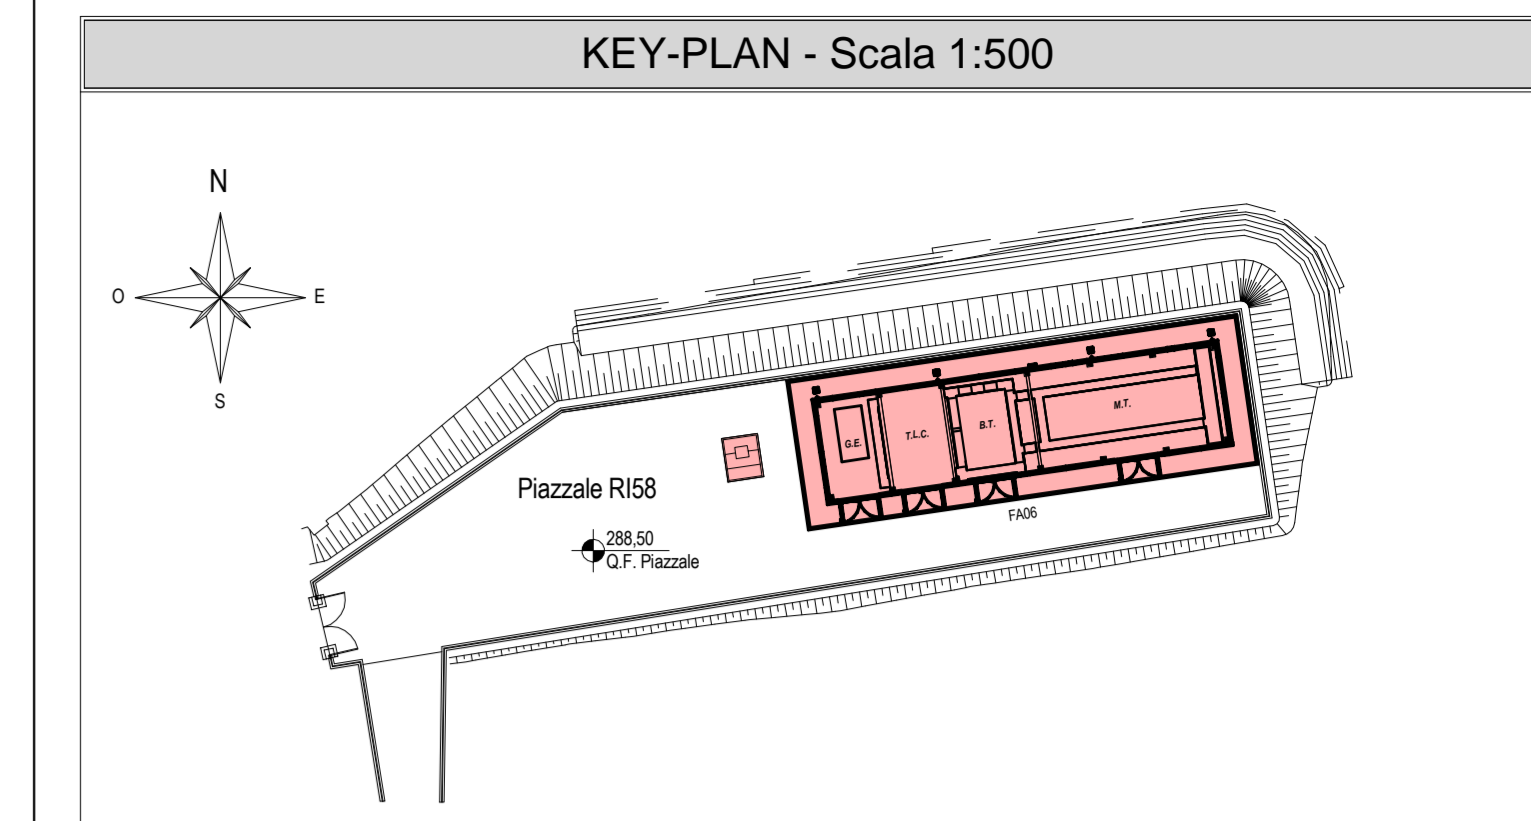 KEY-PLAN - Scala 1:500
N
O
E
S
G.E.
T.L.C.
B.T.
M.T.
Piazzale RI58
FA06
288,50
Q.F. Piazzale